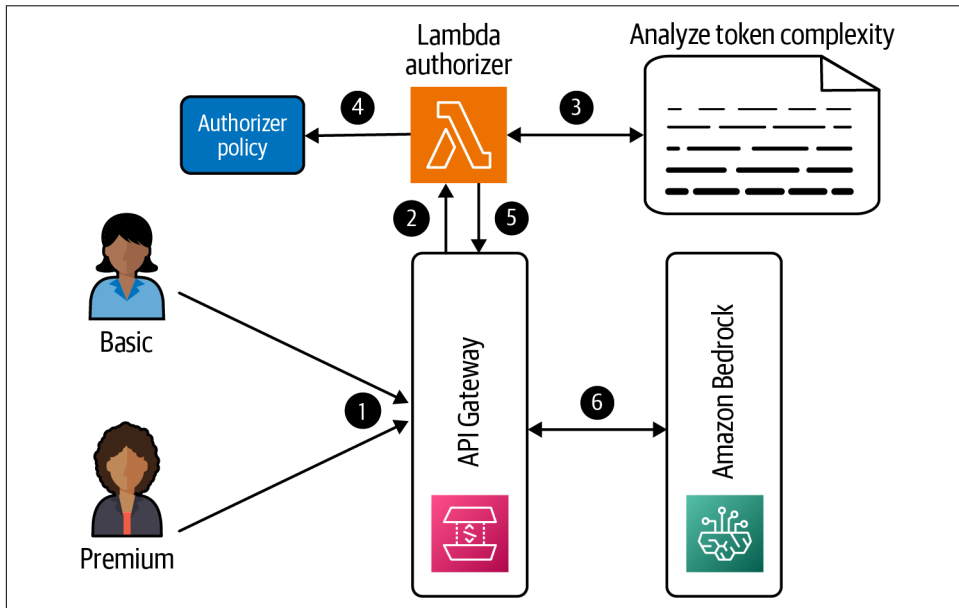 Lambda
authorizer
Analyze token complexity
4
3
Authorizer
policy
2
5
Basic
1
API Gateway
6
Amazon Bedrock
Premium